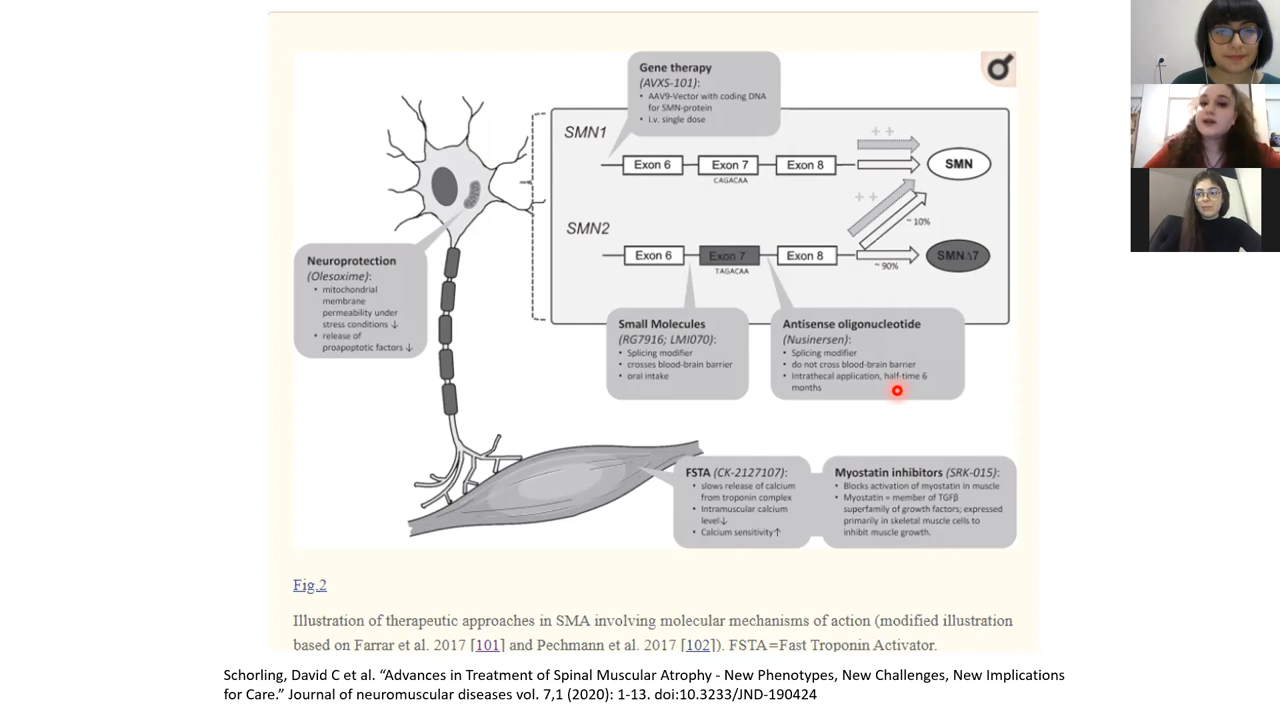 Gene therapy
(AVXS-101):
• AAV9-Vector with coding DNA
for SMN-protein
• i.v. single dose
SMN1
Exon 6
Exon 7
Exon 8
CAGACAA
++
SMN
SMN2
Exon 6
Exon 7
Exon 8
TAGACAA
++
~ 10%
~ 90%
SMNΔ7
Neuroprotection
(Olesoxime):
• mitochondrial
membrane
permeability under
stress conditions ↓
• release of
proapoptotic factors ↓
Small Molecules
(RG7916; LMI070):
• Splicing modifier
• crosses blood-brain barrier
• oral intake
Antisense oligonucleotide
(Nusinersen):
• Splicing modifier
• do not cross blood-brain barrier
• Intrathecal application, half-time 6
months
FSTA (CK-2127107):
• slows release of calcium
from troponin complex
• Intramuscular calcium
level↓
• Calcium sensitivity↑
Myostatin inhibitors (SRK-015):
• Blocks activation of myostatin in muscle
• Myostatin = member of TGFβ
superfamily of growth factors; expressed
primarily in skeletal muscle cells to
inhibit muscle growth.
Fig.2
Illustration of therapeutic approaches in SMA involving molecular mechanisms of action (modified illustration
based on Farrar et al. 2017 [101] and Pechmann et al. 2017 [102]). FSTA=Fast Troponin Activator.
Schorling, David C et al. “Advances in Treatment of Spinal Muscular Atrophy - New Phenotypes, New Challenges, New Implications
for Care.” Journal of neuromuscular diseases vol. 7,1 (2020): 1-13. doi:10.3233/JND-190424